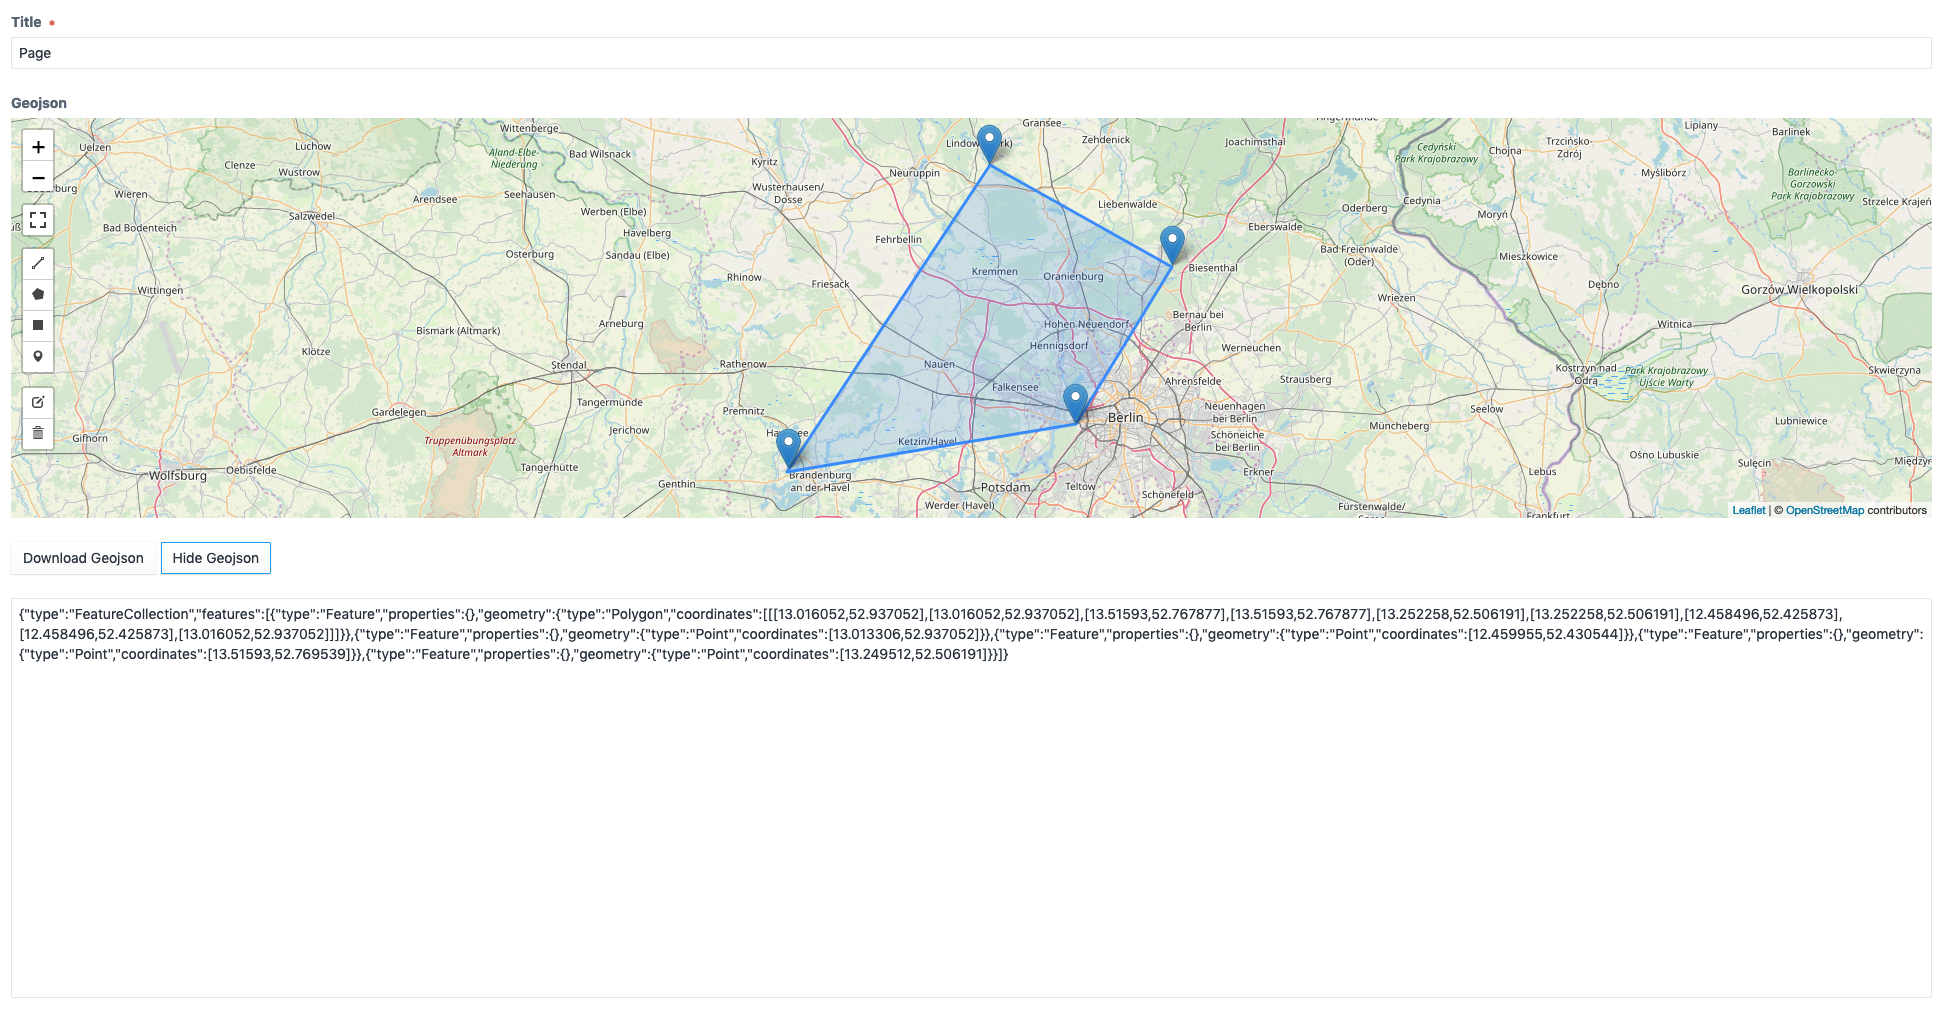 Title *
Page
Geojson
Wittenberge
Gransee
Lipiany
Barlinek
Uelzen
Luchow
Aland-Elbe-
Niederung
Bad Wilsnack
Kyritz
Zehdenick
Joachimsthal
Cedyński
Park Krajobrazowy
Chojna
Trzcińsko-
Zdrój
Clenze
Wustrow
Neuruppin
Myślibórz
Barlinecko-
Gorzowski
Park Krajobrazowy
+
−
Wieren
Arendsee
Seehausen
Wusterhausen/
Dosse
Liebenwalde
Oderberg
Cedynia
Moryń
Salzwedel
Werben (Elbe)
Bad Bodenteich
Havelberg
Fehrbellin
Eberswalde
Osterburg
Sandau (Elbe)
Bad Freienwalde
(Oder)
Mieszkowice
Rhinow
Friesack
Kremmen
Oranienburg
Biesenthal
Dębno
Gorzów Wielkopolski
Wittingen
Wriezen
Arneburg
Hohen Neuendorf
Bernau bei
Berlin
Witnica
Bismark (Altmark)
Klötze
Hennigsdorf
Werneuchen
Stendal
Rathenow
Nauen
Kostrzyn nad
Odrą
Park Krajobrazowy
Ujście Warty
Skwierzyna
Falkensee
Ahrensfelde
Strausberg
Gardelegen
Tangermünde
Premnitz
Berlin
Neuenhagen
bei Berlin
Seelow
Gifhorn
Truppenübungsplatz
Altmark
Jerichow
Ketzin/Havel
Schöneiche
bei Berlin
Müncheberg
Lubniewice
Wolfsburg
Oebisfelde
Tangerhütte
Brandenburg
an der Havel
Erkner
Lebus
Ośno Lubuskie
Sulęcin
Genthin
Potsdam
Teltow
Schönefeld
Werder (Havel)
Fürstenwalde/
Frankfurt
Leaflet | © OpenStreetMap contributors
Download Geojson Hide Geojson
{"type":"FeatureCollection","features":[{"type":"Feature","properties":{},"geometry":{"type":"Polygon","coordinates":[[[13.016052,52.937052],[13.016052,52.937052],[13.51593,52.767877],[13.51593,52.767877],[13.252258,52.506191],[13.252258,52.506191],[12.458496,52.425873],
[12.458496,52.425873],[13.016052,52.937052]]]}},{"type":"Feature","properties":{},"geometry":{"type":"Point","coordinates":[13.013306,52.937052]}},{"type":"Feature","properties":{},"geometry":{"type":"Point","coordinates":[12.459955,52.430544]}},{"type":"Feature","properties":{},"geometry":
{"type":"Point","coordinates":[13.51593,52.769539]}},{"type":"Feature","properties":{},"geometry":{"type":"Point","coordinates":[13.249512,52.506191]}}]}